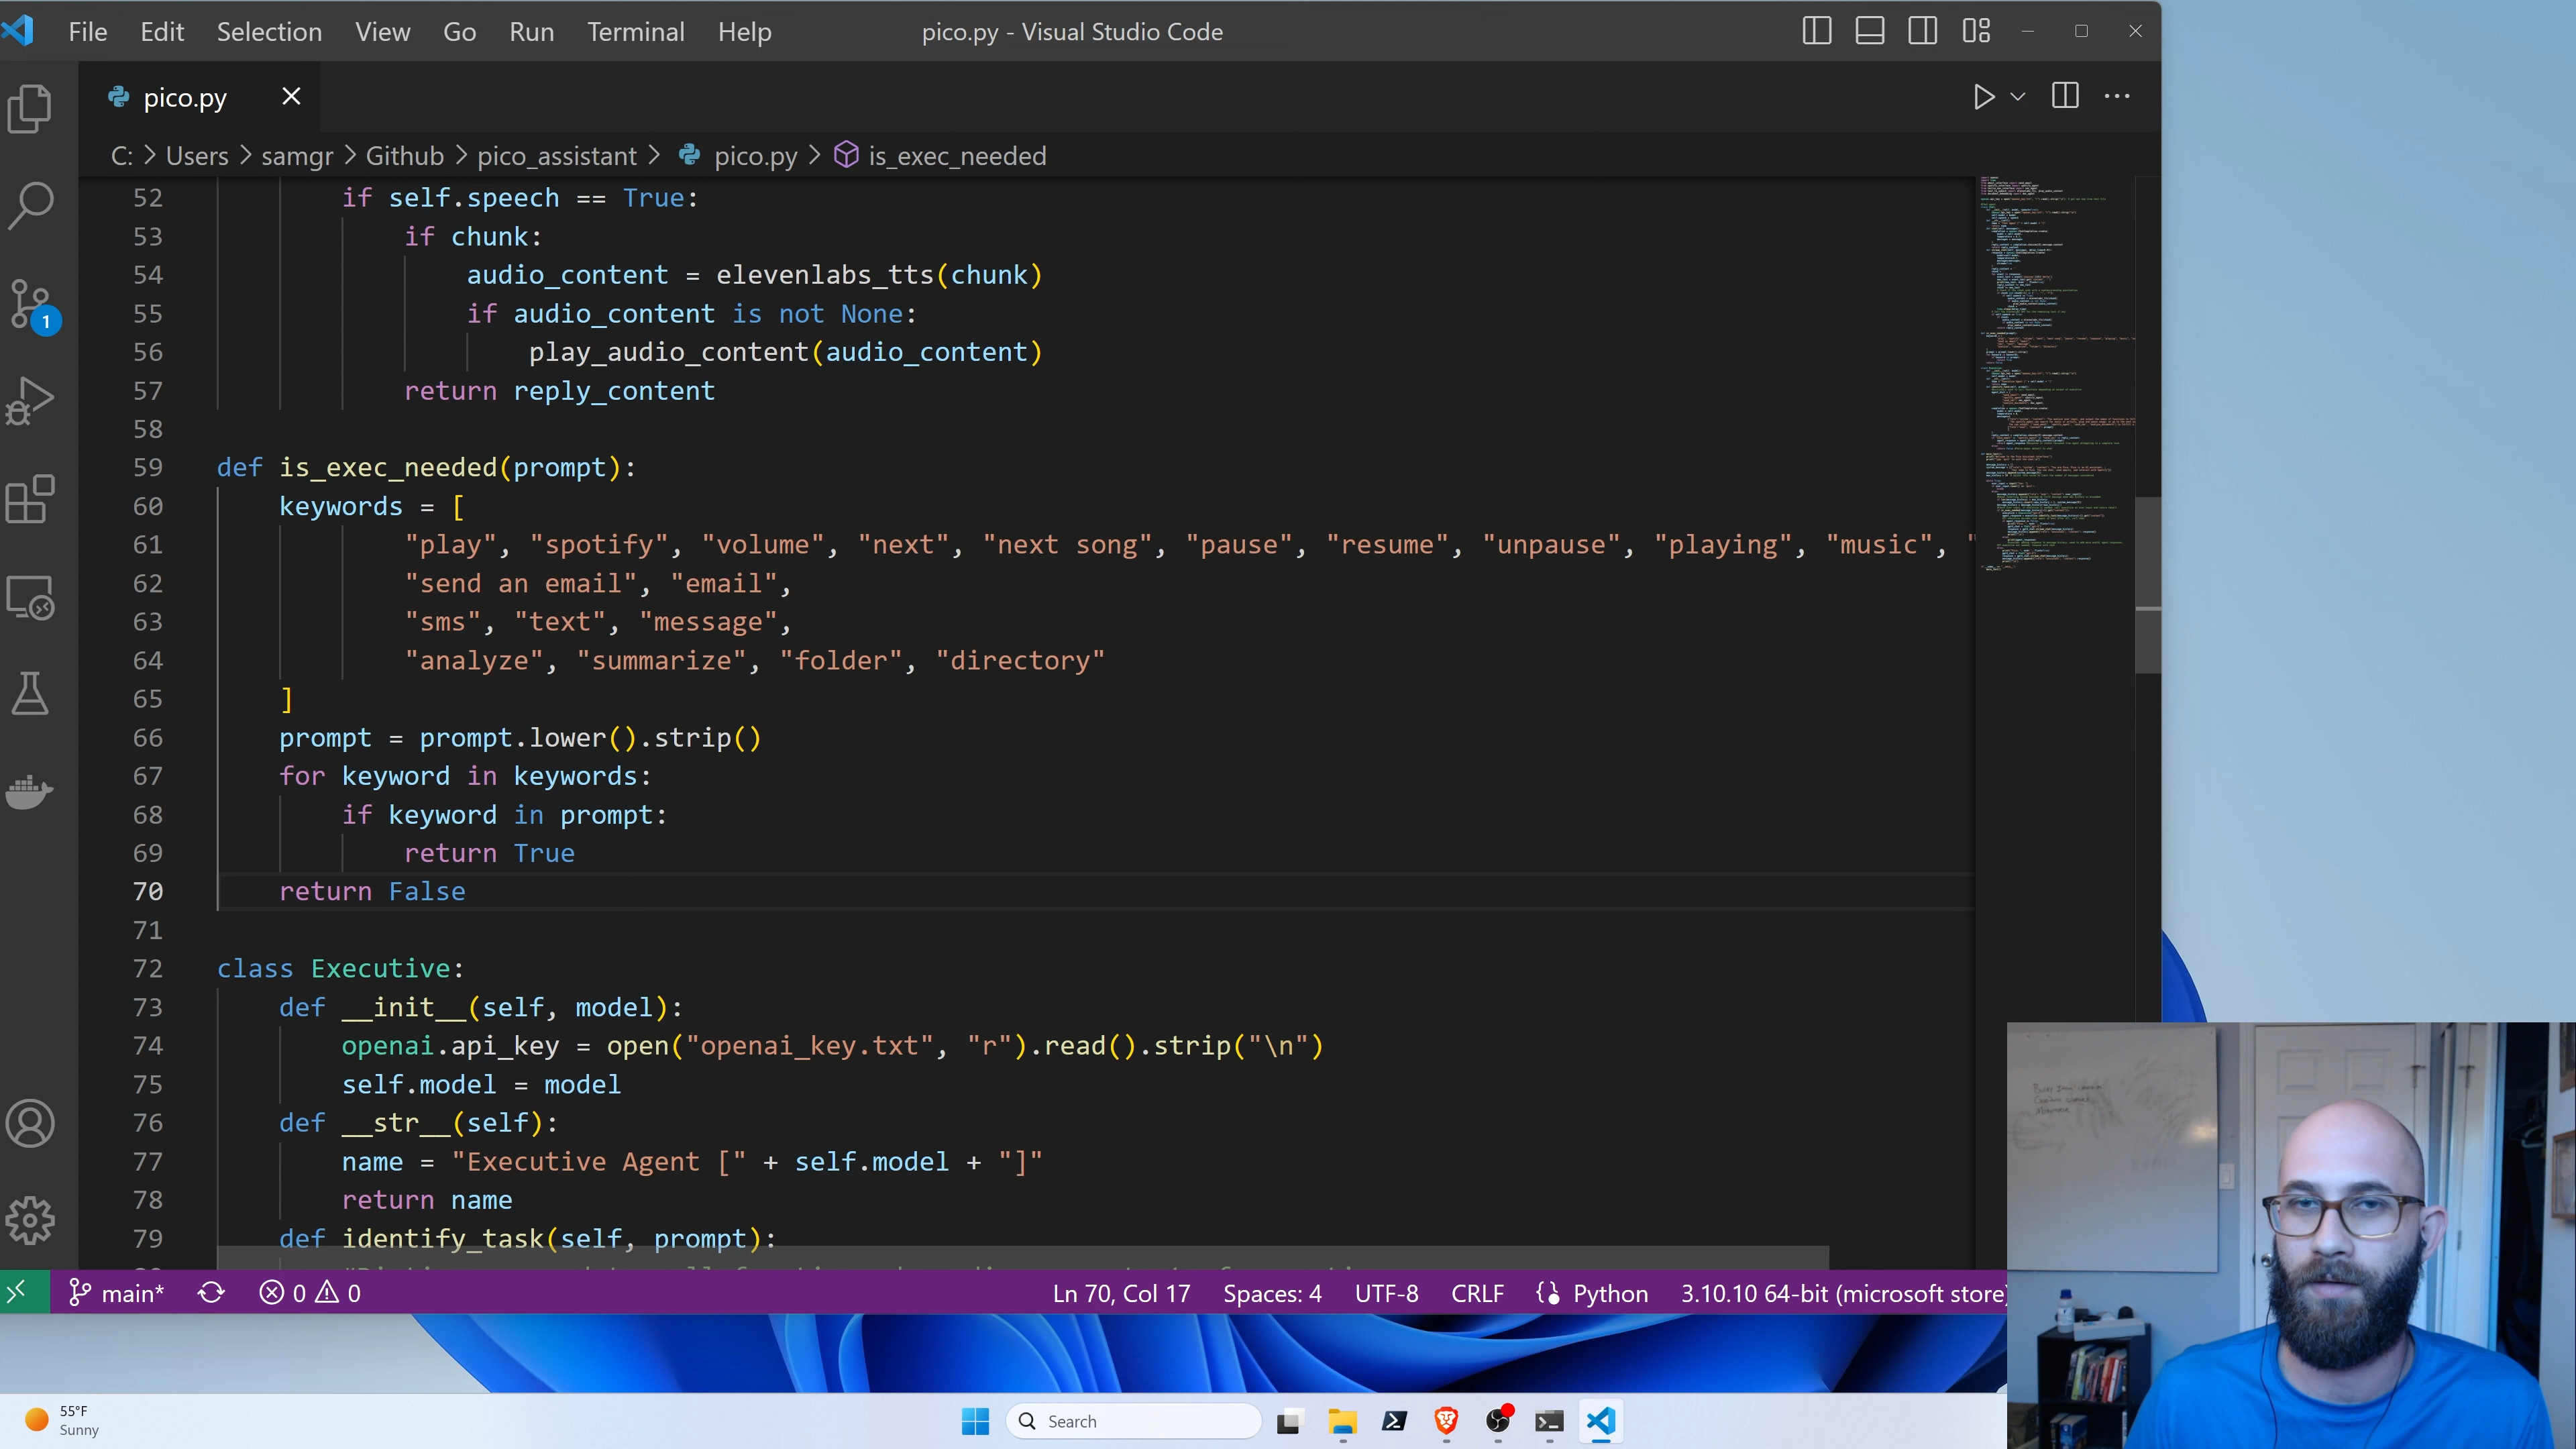 File Edit Selection View Go Run Terminal Help
pico.py - Visual Studio Code
pico.py
C: > Users > samgr > Github > pico_assistant > pico.py > is_exec_needed
52 if self.speech == True:
53 if chunk:
54 audio_content = elevenlabs_tts(chunk)
55 if audio_content is not None:
56 play_audio_content(audio_content)
57 return reply_content
58
59 def is_exec_needed(prompt):
60 keywords = [
61 "play", "spotify", "volume", "next", "next song", "pause", "resume", "unpause", "playing", "music", "
62 "send an email", "email",
63 "sms", "text", "message",
64 "analyze", "summarize", "folder", "directory"
65 ]
66 prompt = prompt.lower().strip()
67 for keyword in keywords:
68 if keyword in prompt:
69 return True
70 return False
71
72 class Executive:
73 def __init__(self, model):
74 openai.api_key = open("openai_key.txt", "r").read().strip("\n")
75 self.model = model
76 def __str__(self):
77 name = "Executive Agent [" + self.model + "]"
78 return name
79 def identify_task(self, prompt):
1
main* 0 0 Ln 70, Col 17 Spaces: 4 UTF-8 CRLF Python 3.10.10 64-bit (microsoft store)
55°F
Sunny
Search